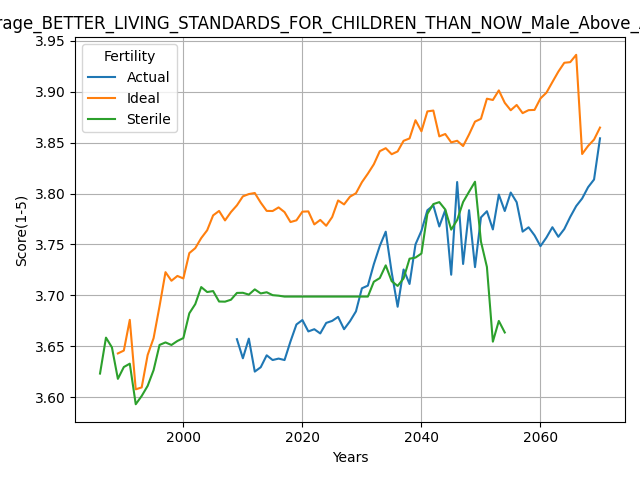 rage_BETTER_LIVING_STANDARDS_FOR_CHILDREN_THAN_NOW_Male_Above_
Fertility
Actual
Ideal
Sterile
3.95
3.90
3.85
3.80
3.75
3.70
3.65
3.60
Score(1-5)
2000 2020 2040 2060
Years